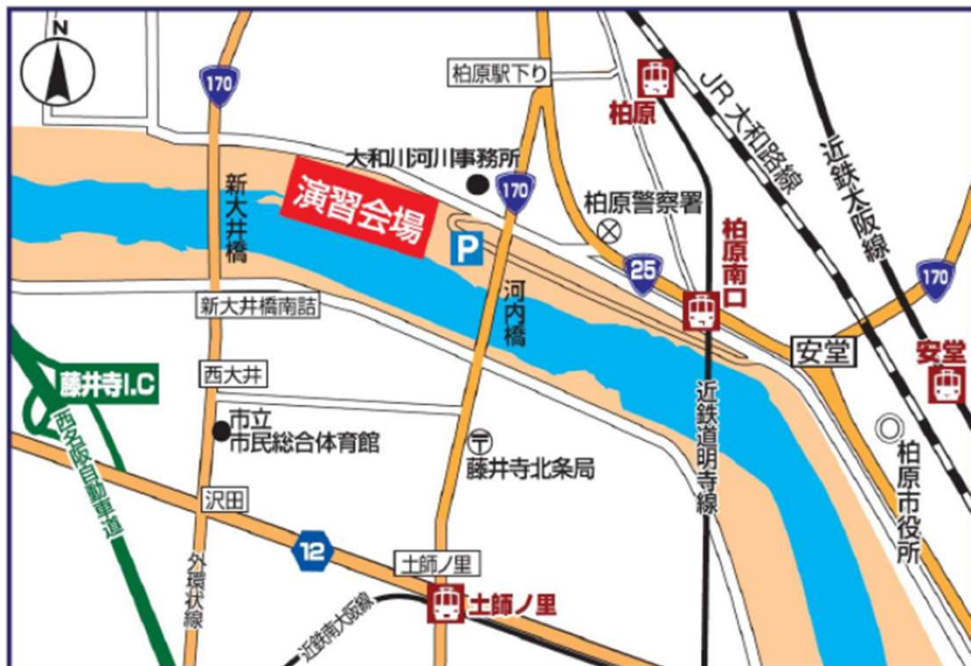 N
170
柏原駅下り
柏原
JR大和路線
近鉄大阪線
大和川河川事務所
170
演習会場
新大井橋
P
柏原警察署
柏原南口
25
170
河内橋
新大井橋南詰
安堂
安堂
藤井寺I.C
西大井
近鉄道明寺線
西名阪自動車道
市立
市民総合体育館
〒
藤井寺北条局
柏原市役所
沢田
12
土師ノ里
外環状線
土師ノ里
近鉄南大阪線